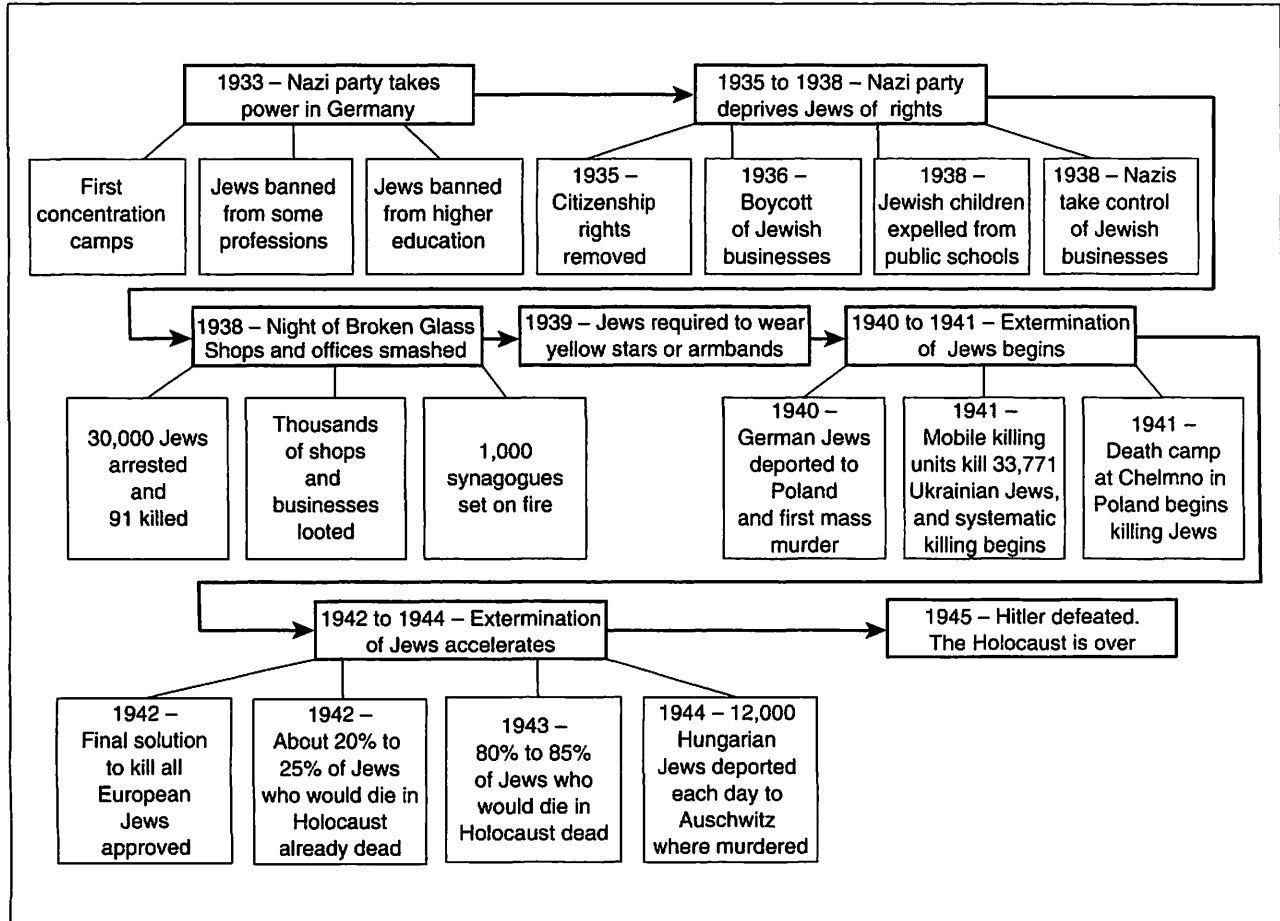 1933 – Nazi party takes
power in Germany
First
concentration
camps
Jews banned
from some
professions
Jews banned
from higher
education
1935 to 1938 – Nazi party
deprives Jews of rights
1935 –
Citizenship
rights
removed
1936 –
Boycott
of Jewish
businesses
1938 –
Jewish children
expelled from
public schools
1938 – Nazis
take control
of Jewish
businesses
1938 – Night of Broken Glass
Shops and offices smashed
30,000 Jews
arrested
and
91 killed
Thousands
of shops
and
businesses
looted
1,000
synagogues
set on fire
1939 – Jews required to wear
yellow stars or armbands
1940 to 1941 – Extermination
of Jews begins
1940 –
German Jews
deported to
Poland
and first mass
murder
1941 –
Mobile killing
units kill 33,771
Ukrainian Jews,
and systematic
killing begins
1941 –
Death camp
at Chelmno in
Poland begins
killing Jews
1942 to 1944 – Extermination
of Jews accelerates
1942 –
Final solution
to kill all
European
Jews
approved
1942 –
About 20% to
25% of Jews
who would die in
Holocaust
already dead
1943 –
80% to 85%
of Jews who
would die in
Holocaust dead
1944 – 12,000
Hungarian
Jews deported
each day to
Auschwitz
where murdered
1945 – Hitler defeated.
The Holocaust is over